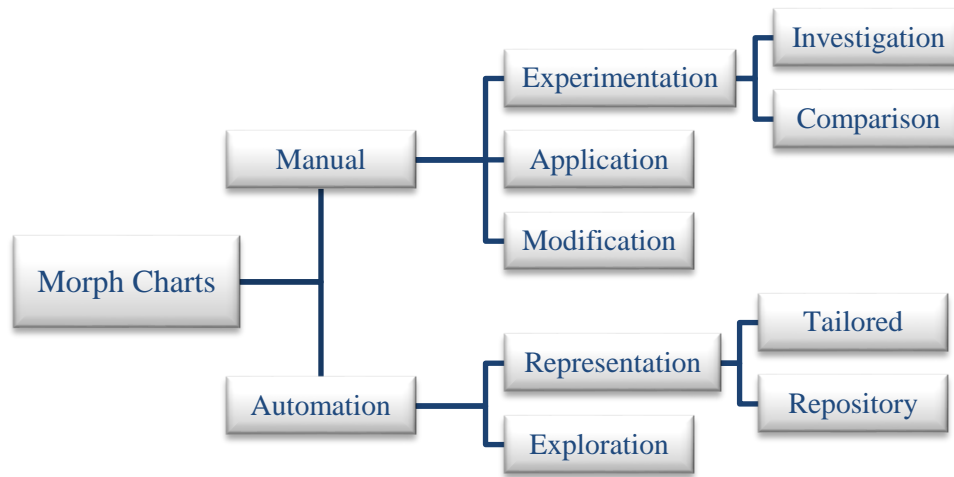 Morph Charts
Manual
Experimentation
Investigation
Comparison
Application
Modification
Automation
Representation
Tailored
Repository
Exploration